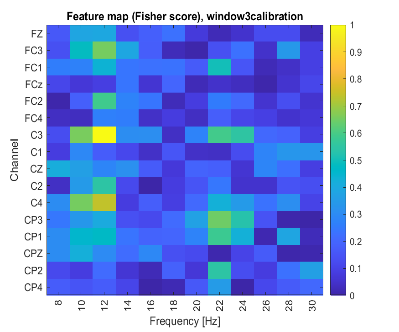 Feature map (Fisher score), window3calibration
Channel
FZ
FC3
FC1
FCz
FC2
FC4
C3
C1
CZ
C2
C4
CP3
CP1
CPZ
CP2
CP4
8 10 12 14 16 18 20 22 24 26 28 30
Frequency [Hz]
1
0.9
0.8
0.7
0.6
0.5
0.4
0.3
0.2
0.1
0